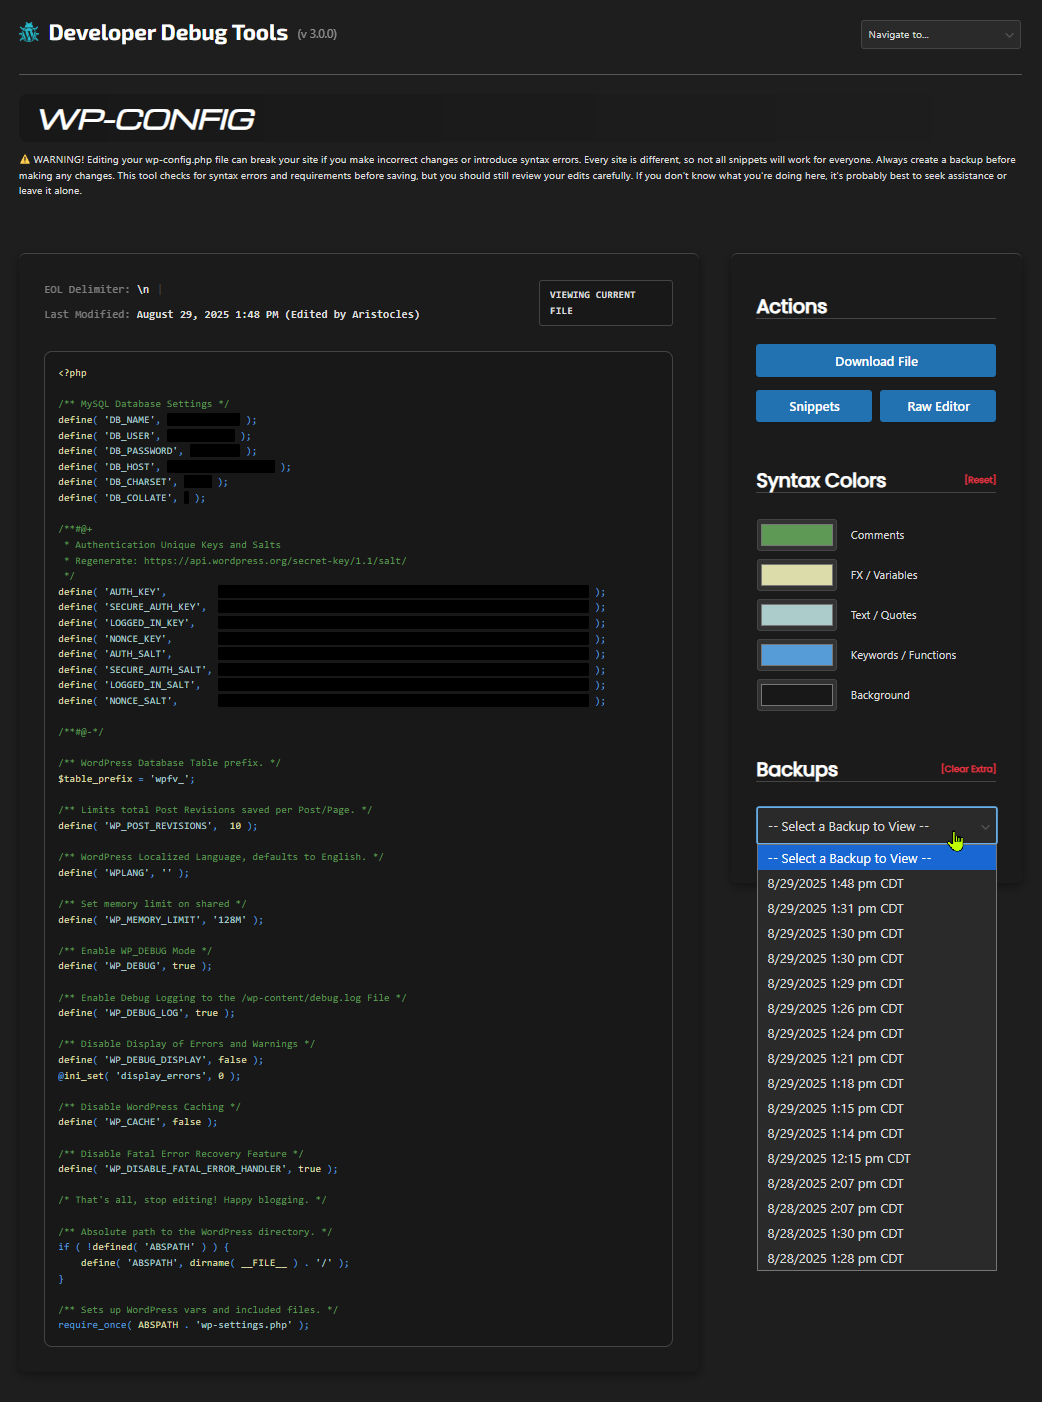 Developer Debug Tools (v 3.0.0)
Navigate to...
WP-CONFIG
⚠ WARNING! Editing your wp-config.php file can break your site if you make incorrect changes or introduce syntax errors. Every site is different, so not all snippets will work for everyone. Always create a backup before
making any changes. This tool checks for syntax errors and requirements before saving, but you should still review your edits carefully. If you don't know what you're doing here, it's probably best to seek assistance or
leave it alone.
EOL Delimiter: \n |
Last Modified: August 29, 2025 1:48 PM (Edited by Aristocles)
VIEWING CURRENT
FILE
<?php
/** MySQL Database Settings */
define( 'DB_NAME', );
define( 'DB_USER', );
define( 'DB_PASSWORD', );
define( 'DB_HOST', );
define( 'DB_CHARSET', );
define( 'DB_COLLATE', );
/**#@+
* Authentication Unique Keys and Salts
* Regenerate: https://api.wordpress.org/secret-key/1.1/salt/
*/
define( 'AUTH_KEY', );
define( 'SECURE_AUTH_KEY', );
define( 'LOGGED_IN_KEY', );
define( 'NONCE_KEY', );
define( 'AUTH_SALT', );
define( 'SECURE_AUTH_SALT', );
define( 'LOGGED_IN_SALT', );
define( 'NONCE_SALT', );
/**#@-*/
/** WordPress Database Table prefix. */
$table_prefix = 'wpfv_';
/** Limits total Post Revisions saved per Post/Page. */
define( 'WP_POST_REVISIONS', 10 );
/** WordPress Localized Language, defaults to English. */
define( 'WPLANG', '' );
/** Set memory limit on shared */
define( 'WP_MEMORY_LIMIT', '128M' );
/** Enable WP_DEBUG Mode */
define( 'WP_DEBUG', true );
/** Enable Debug Logging to the /wp-content/debug.log File */
define( 'WP_DEBUG_LOG', true );
/** Disable Display of Errors and Warnings */
define( 'WP_DEBUG_DISPLAY', false );
@ini_set( 'display_errors', 0 );
/** Disable WordPress Caching */
define( 'WP_CACHE', false );
/** Disable Fatal Error Recovery Feature */
define( 'WP_DISABLE_FATAL_ERROR_HANDLER', true );
/* That's all, stop editing! Happy blogging. */
/** Absolute path to the WordPress directory. */
if ( !defined( 'ABSPATH' ) ) {
define( 'ABSPATH', dirname( __FILE__ ) . '/' );
}
/** Sets up WordPress vars and included files. */
require_once( ABSPATH . 'wp-settings.php' );
Actions
Download File
Snippets
Raw Editor
Syntax Colors [Reset]
Comments
FX / Variables
Text / Quotes
Keywords / Functions
Background
Backups [Clear Extra]
-- Select a Backup to View --
-- Select a Backup to View --
8/29/2025 1:48 pm CDT
8/29/2025 1:31 pm CDT
8/29/2025 1:30 pm CDT
8/29/2025 1:30 pm CDT
8/29/2025 1:29 pm CDT
8/29/2025 1:26 pm CDT
8/29/2025 1:24 pm CDT
8/29/2025 1:21 pm CDT
8/29/2025 1:18 pm CDT
8/29/2025 1:15 pm CDT
8/29/2025 1:14 pm CDT
8/29/2025 12:15 pm CDT
8/28/2025 2:07 pm CDT
8/28/2025 2:07 pm CDT
8/28/2025 1:30 pm CDT
8/28/2025 1:28 pm CDT